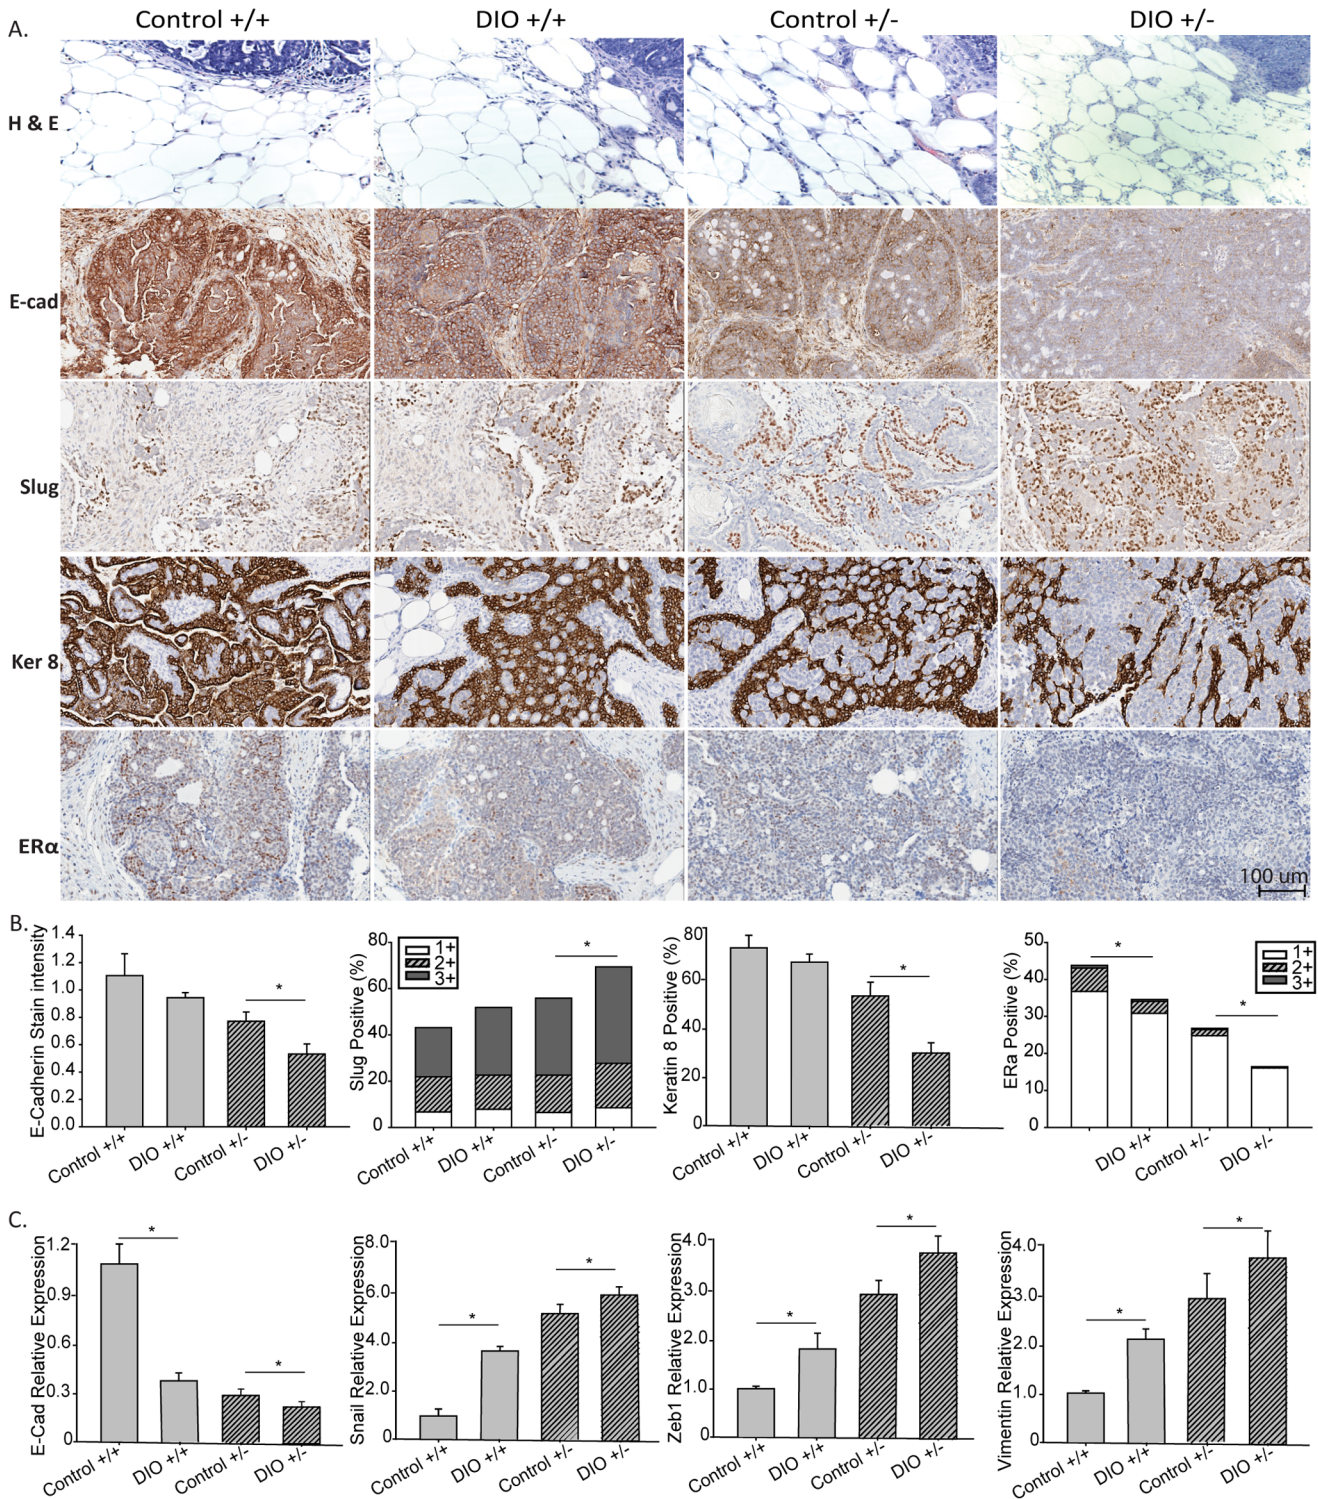 A.
Control +/+ DIO +/+ Control +/- DIO +/-
H & E
E-cad
Slug
Ker 8
ERα
100 um
B.
E-Cadherin Stain intensity
1.4
1.2
1.0
0.8
0.6
0.4
0.2
0.0
*
Control +/+ DIO +/+ Control +/- DIO +/-
Slug Positive (%)
80
60
40
20
0
1+
2+
3+
*
Control +/+ DIO +/+ Control +/- DIO +/-
Keratin 8 Positive (%)
80
60
40
20
0
*
Control +/+ DIO +/+ Control +/- DIO +/-
ERa Positive (%)
50
40
30
20
10
0
1+
2+
3+
*
*
DIO +/+ Control +/- DIO +/-
C.
E-Cad Relative Expression
1.2
0.9
0.6
0.3
0
*
*
Control +/+ DIO +/+ Control +/- DIO +/-
Snail Relative Expression
8.0
6.0
4.0
2.0
0
*
*
Control +/+ DIO +/+ Control +/- DIO +/-
Zeb1 Relative Expression
4.0
3.0
2.0
1.0
0
*
*
Control +/+ DIO +/+ Control +/- DIO +/-
Vimentin Relative Expression
4.0
3.0
2.0
1.0
0
*
*
Control +/+ DIO +/+ Control +/- DIO +/-